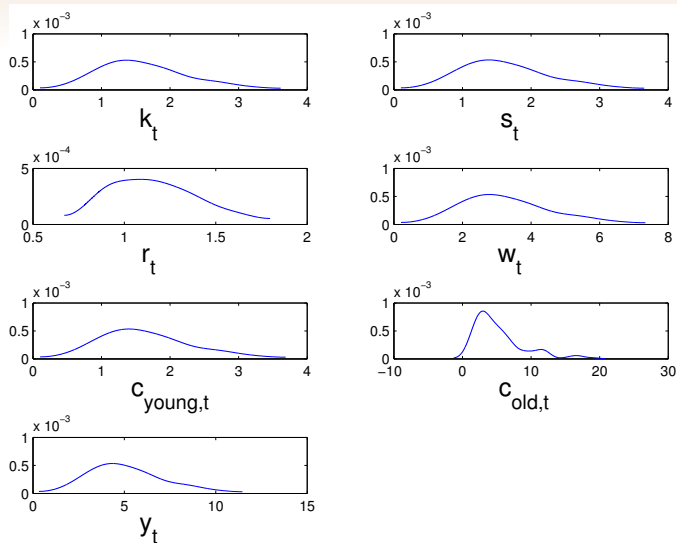 x 10⁻³
1
0.5
0
0 1 2 3 4
k_t
x 10⁻³
1
0.5
0
0 1 2 3 4
s_t
x 10⁻⁴
5
0
0.5 1 1.5 2
r_t
x 10⁻³
1
0.5
0
0 2 4 6 8
w_t
x 10⁻³
1
0.5
0
0 1 2 3 4
c_young,t
x 10⁻³
1
0.5
0
−10 0 10 20 30
c_old,t
x 10⁻³
1
0.5
0
0 5 10 15
y_t